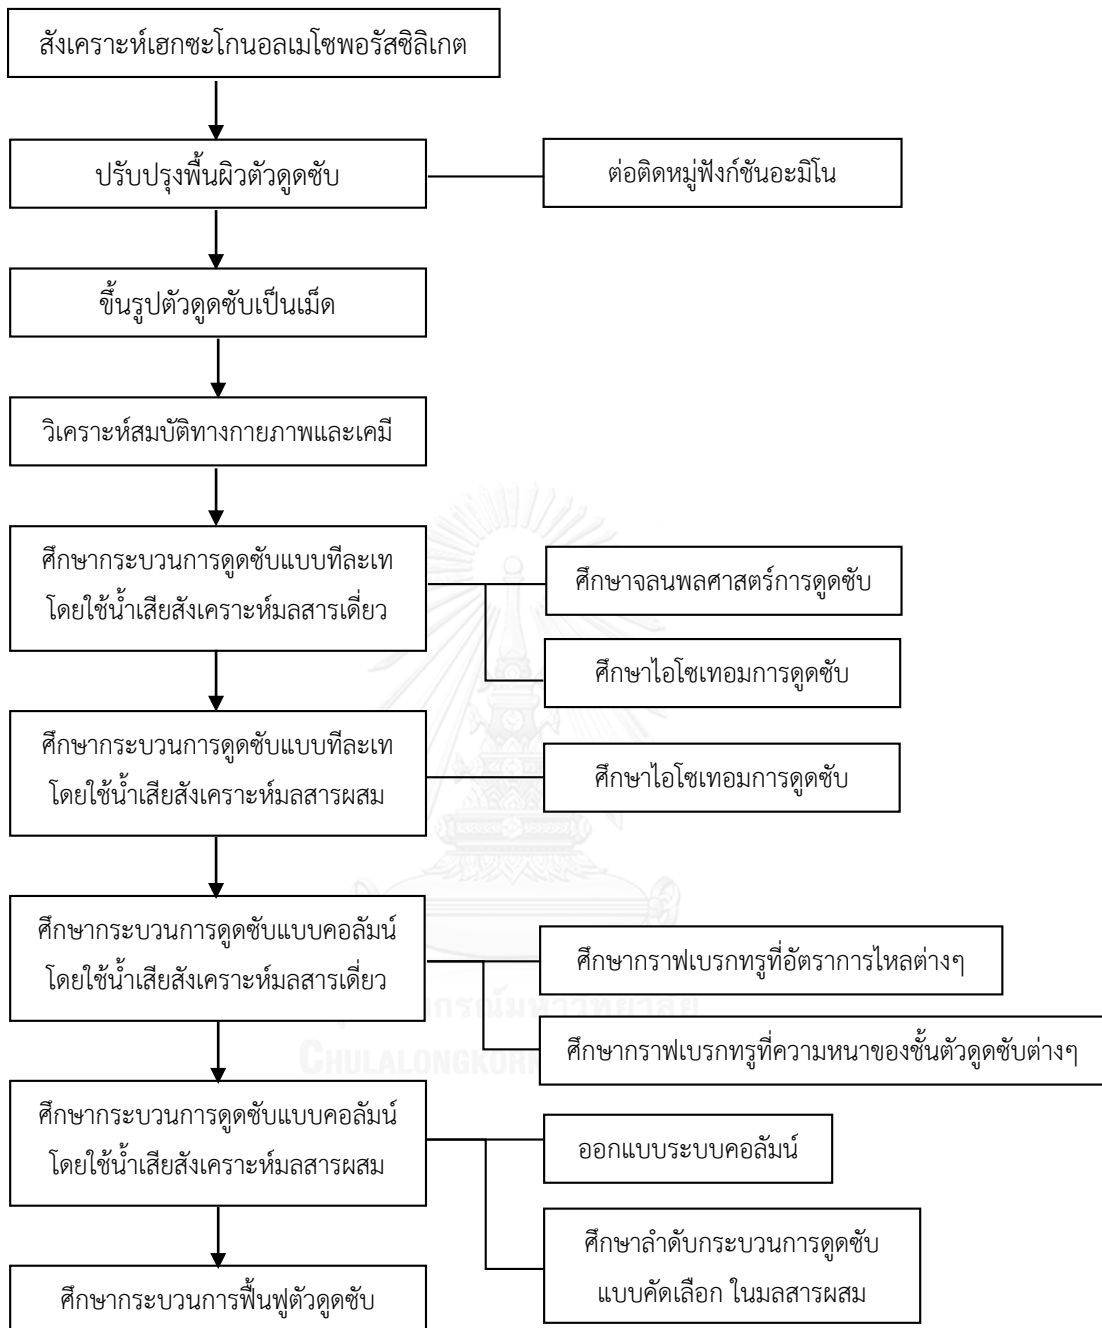 สังเคราะห์เฮกซะโกนอลเมโซพอรัสซิลิเกต
ปรับปรุงพื้นผิวตัวดูดซับ
ต่อติดหมู่ฟังก์ชันอะมิโน
ขึ้นรูปตัวดูดซับเป็นเม็ด
วิเคราะห์สมบัติทางกายภาพและเคมี
ศึกษากระบวนการดูดซับแบบทีละเท
โดยใช้น้ำเสียสังเคราะห์มลสารเดี่ยว
ศึกษาจลนพลศาสตร์การดูดซับ
ศึกษาไอโซเทอมการดูดซับ
ศึกษากระบวนการดูดซับแบบทีละเท
โดยใช้น้ำเสียสังเคราะห์มลสารผสม
ศึกษาไอโซเทอมการดูดซับ
ศึกษากระบวนการดูดซับแบบคอลัมน์
โดยใช้น้ำเสียสังเคราะห์มลสารเดี่ยว
ศึกษากราฟเบรกทรูที่อัตราการไหลต่างๆ
ศึกษากราฟเบรกทรูที่ความหนาของชั้นตัวดูดซับต่างๆ
CHULALONGKORN
ศึกษากระบวนการดูดซับแบบคอลัมน์
โดยใช้น้ำเสียสังเคราะห์มลสารผสม
ออกแบบระบบคอลัมน์
ศึกษาลำดับกระบวนการดูดซับ
แบบคัดเลือก ในมลสารผสม
ศึกษากระบวนการฟื้นฟูตัวดูดซับ